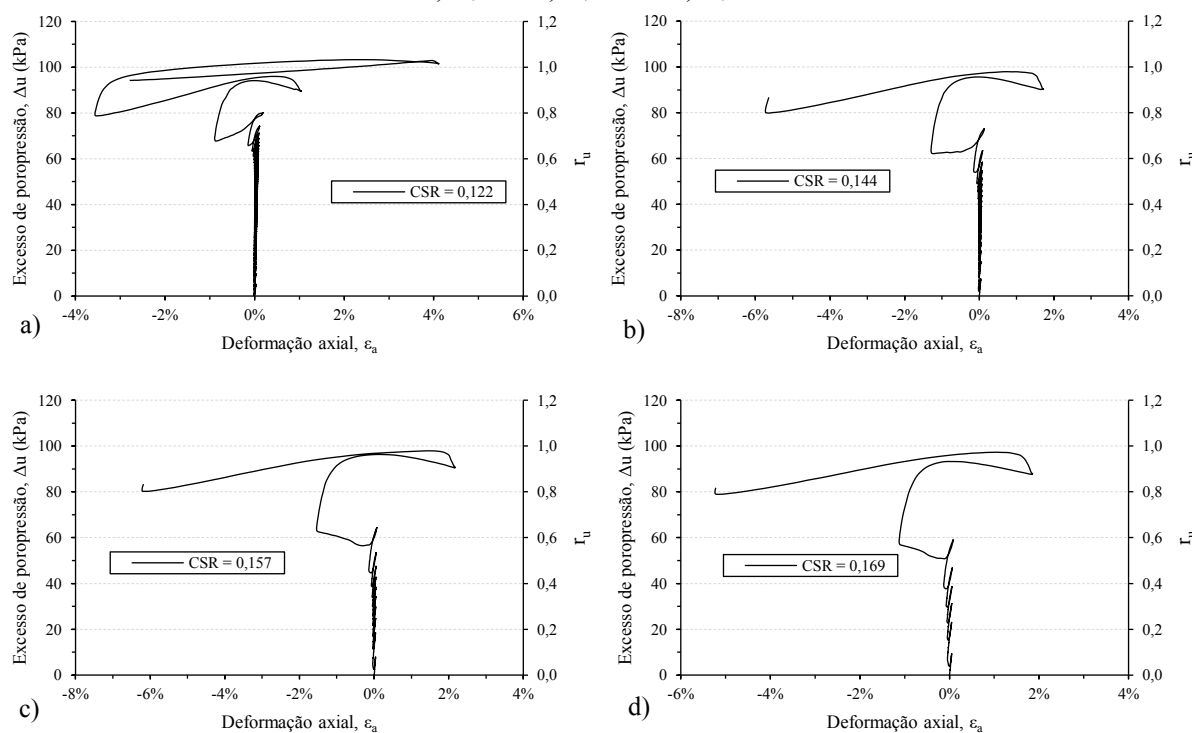 120
100
80
60
40
20
0
Excesso de poropressão, Δu (kPa)
1,2
1,0
0,8
0,6
0,4
0,2
0,0
r_u
CSR = 0,122
-4% -2% 0% 2% 4% 6%
Deformação axial, ε_a
a)
120
100
80
60
40
20
0
Excesso de poropressão, Δu (kPa)
1,2
1,0
0,8
0,6
0,4
0,2
0,0
r_u
CSR = 0,144
-8% -6% -4% -2% 0% 2% 4%
Deformação axial, ε_a
b)
120
100
80
60
40
20
0
Excesso de poropressão, Δu (kPa)
1,2
1,0
0,8
0,6
0,4
0,2
0,0
r_u
CSR = 0,157
-8% -6% -4% -2% 0% 2% 4%
Deformação axial, ε_a
c)
120
100
80
60
40
20
0
Excesso de poropressão, Δu (kPa)
1,2
1,0
0,8
0,6
0,4
0,2
0,0
r_u
CSR = 0,169
-6% -4% -2% 0% 2% 4%
Deformação axial, ε_a
d)